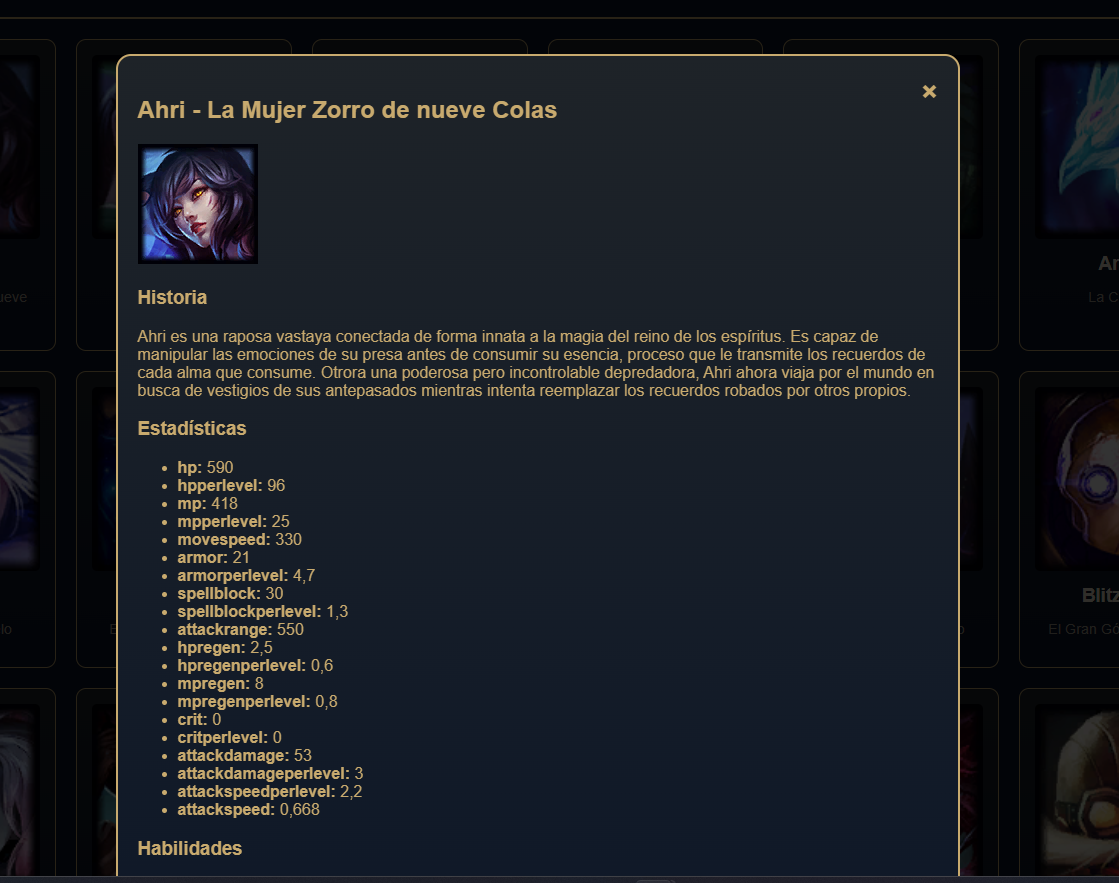 Ahri - La Mujer Zorro de nueve Colas
×
Historia
Ahri es una raposa vastaya conectada de forma innata a la magia del reino de los espíritus. Es capaz de
manipular las emociones de su presa antes de consumir su esencia, proceso que le transmite los recuerdos de
cada alma que consume. Otrora una poderosa pero incontrolable depredadora, Ahri ahora viaja por el mundo en
busca de vestigios de sus antepasados mientras intenta reemplazar los recuerdos robados por otros propios.
Estadísticas
hp: 590
hpperlevel: 96
mp: 418
mpperlevel: 25
movespeed: 330
armor: 21
armorperlevel: 4,7
spellblock: 30
spellblockperlevel: 1,3
attackrange: 550
hpregen: 2,5
hpregenperlevel: 0,6
mpregen: 8
mpregenperlevel: 0,8
crit: 0
critperlevel: 0
attackdamage: 53
attackdamageperlevel: 3
attackspeedperlevel: 2,2
attackspeed: 0,668
Habilidades
El Gran